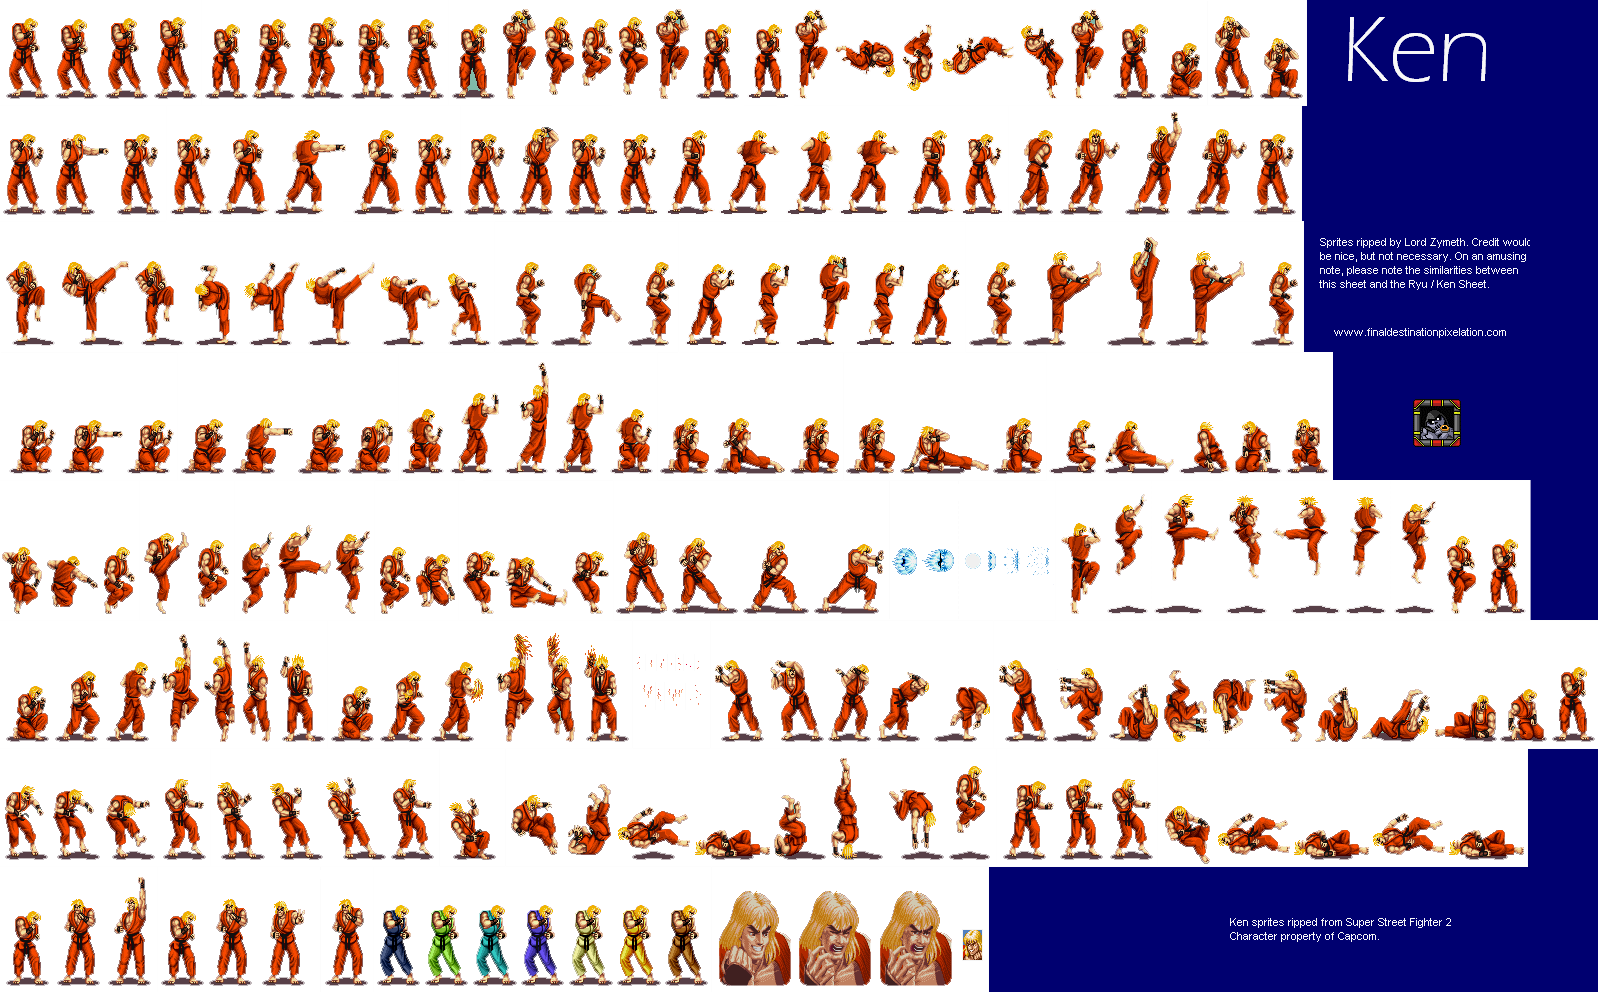 Ken
Sprites ripped by Lord Zymeth. Credit would
be nice, but not necessary. On an amusing
note, please note the similarities between
this sheet and the Ryu / Ken Sheet.
www.finaldestinationpixelation.com
Ken sprites ripped from Super Street Fighter 2
Character property of Capcom.